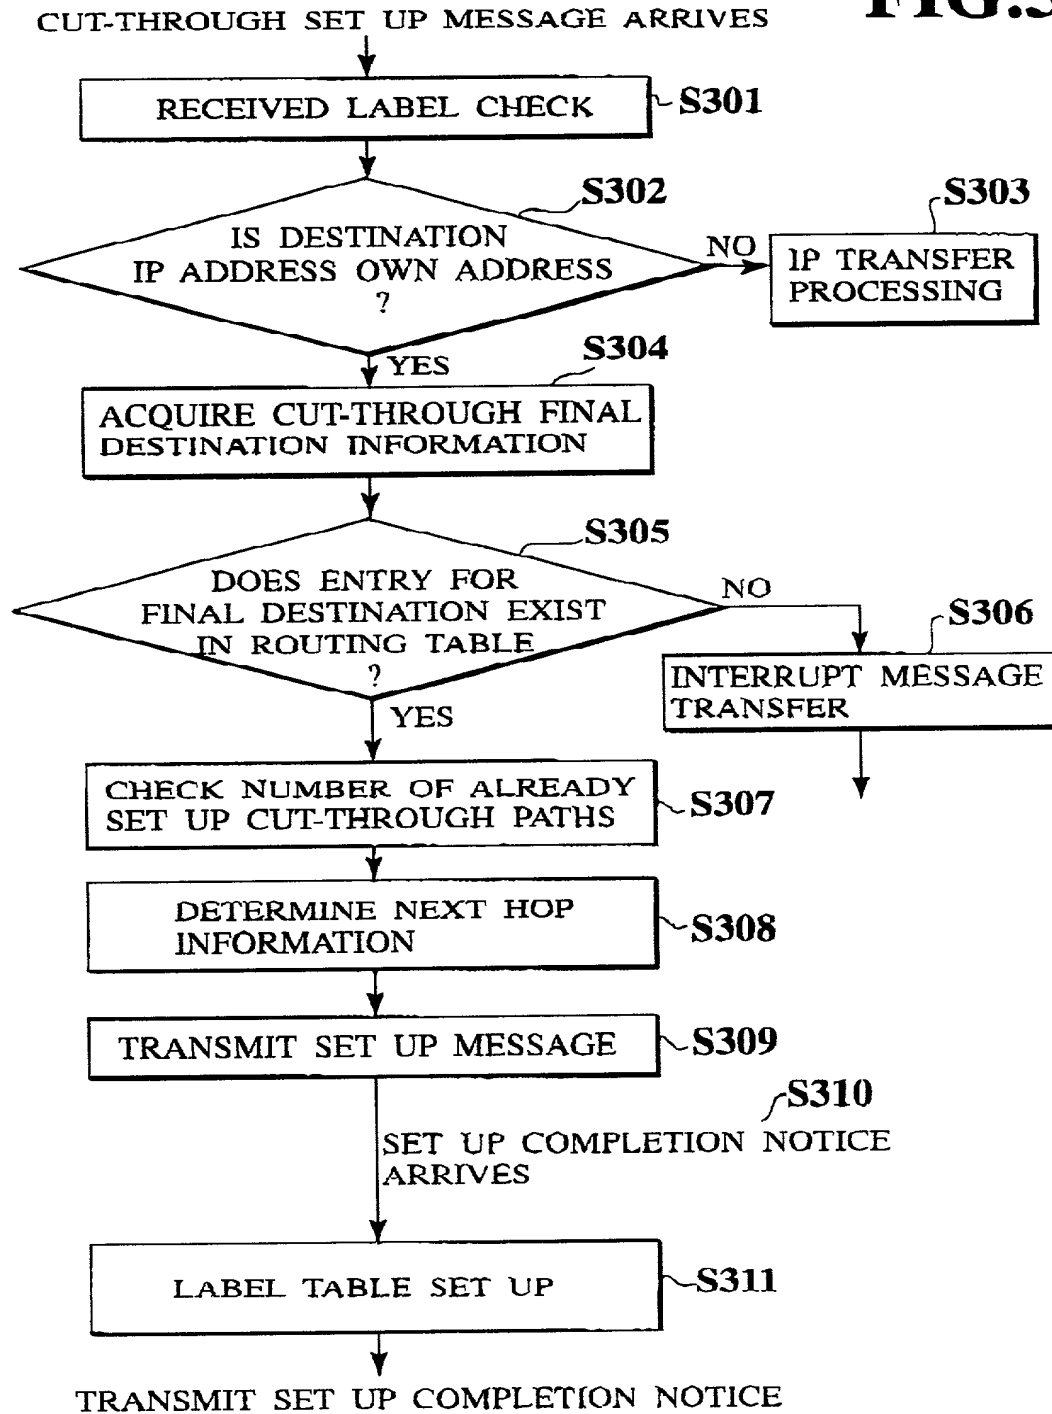 CUT-THROUGH SET UP MESSAGE ARRIVES
RECEIVED LABEL CHECK
S301
S302
IS DESTINATION
IP ADDRESS OWN ADDRESS
?
NO
S303
IP TRANSFER
PROCESSING
YES
S304
ACQUIRE CUT-THROUGH FINAL
DESTINATION INFORMATION
S305
DOES ENTRY FOR
FINAL DESTINATION EXIST
IN ROUTING TABLE
?
NO
S306
INTERRUPT MESSAGE
TRANSFER
YES
CHECK NUMBER OF ALREADY
SET UP CUT-THROUGH PATHS
S307
DETERMINE NEXT HOP
INFORMATION
S308
TRANSMIT SET UP MESSAGE
S309
S310
SET UP COMPLETION NOTICE
ARRIVES
LABEL TABLE SET UP
S311
TRANSMIT SET UP COMPLETION NOTICE